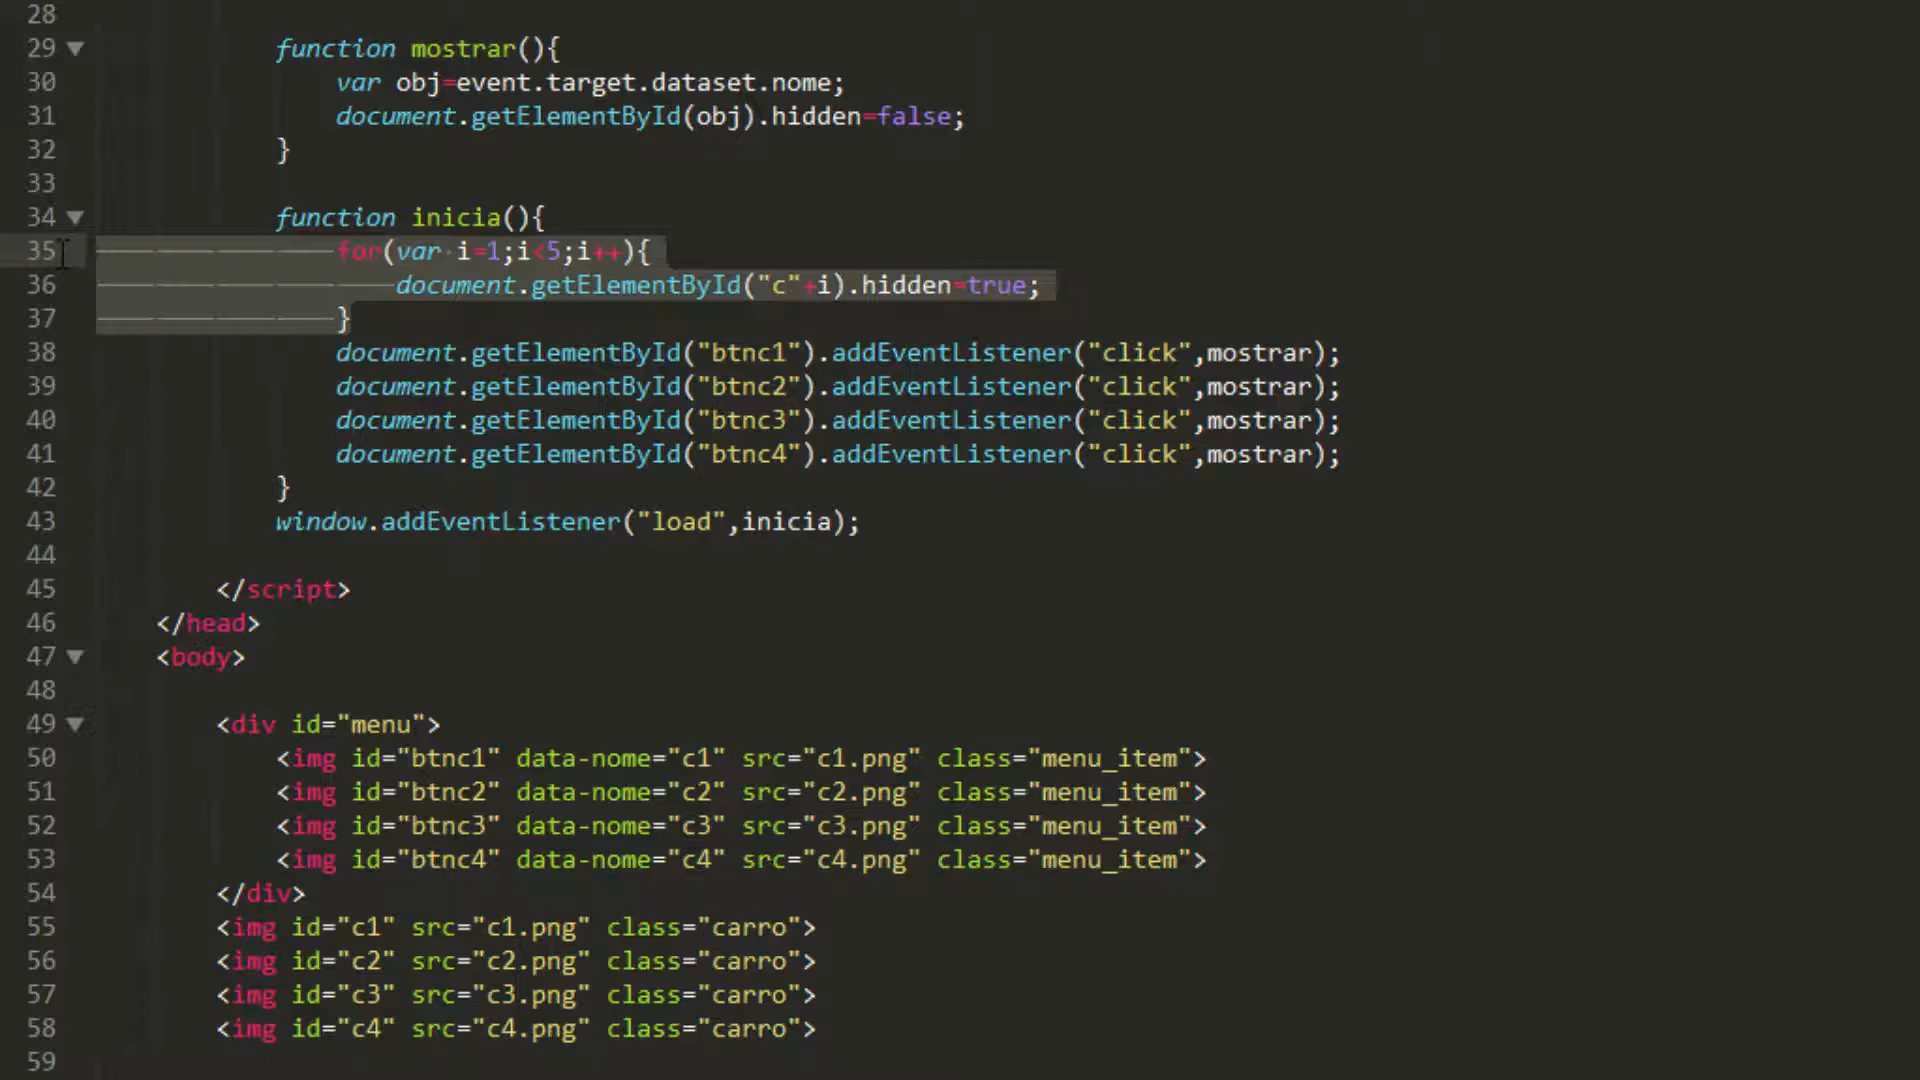 28
29 function mostrar(){
30 var obj=event.target.dataset.nome;
31 document.getElementById(obj).hidden=false;
32 }
33
34 function inicia(){
35 for(var i=1;i<5;i++){
36 document.getElementById("c"+i).hidden=true;
37 }
38 document.getElementById("btnc1").addEventListener("click",mostrar);
39 document.getElementById("btnc2").addEventListener("click",mostrar);
40 document.getElementById("btnc3").addEventListener("click",mostrar);
41 document.getElementById("btnc4").addEventListener("click",mostrar);
42 }
43 window.addEventListener("load",inicia);
44
45 </script>
46 </head>
47 <body>
48
49 <div id="menu">
50 <img id="btnc1" data-nome="c1" src="c1.png" class="menu_item">
51 <img id="btnc2" data-nome="c2" src="c2.png" class="menu_item">
52 <img id="btnc3" data-nome="c3" src="c3.png" class="menu_item">
53 <img id="btnc4" data-nome="c4" src="c4.png" class="menu_item">
54 </div>
55 <img id="c1" src="c1.png" class="carro">
56 <img id="c2" src="c2.png" class="carro">
57 <img id="c3" src="c3.png" class="carro">
58 <img id="c4" src="c4.png" class="carro">
59